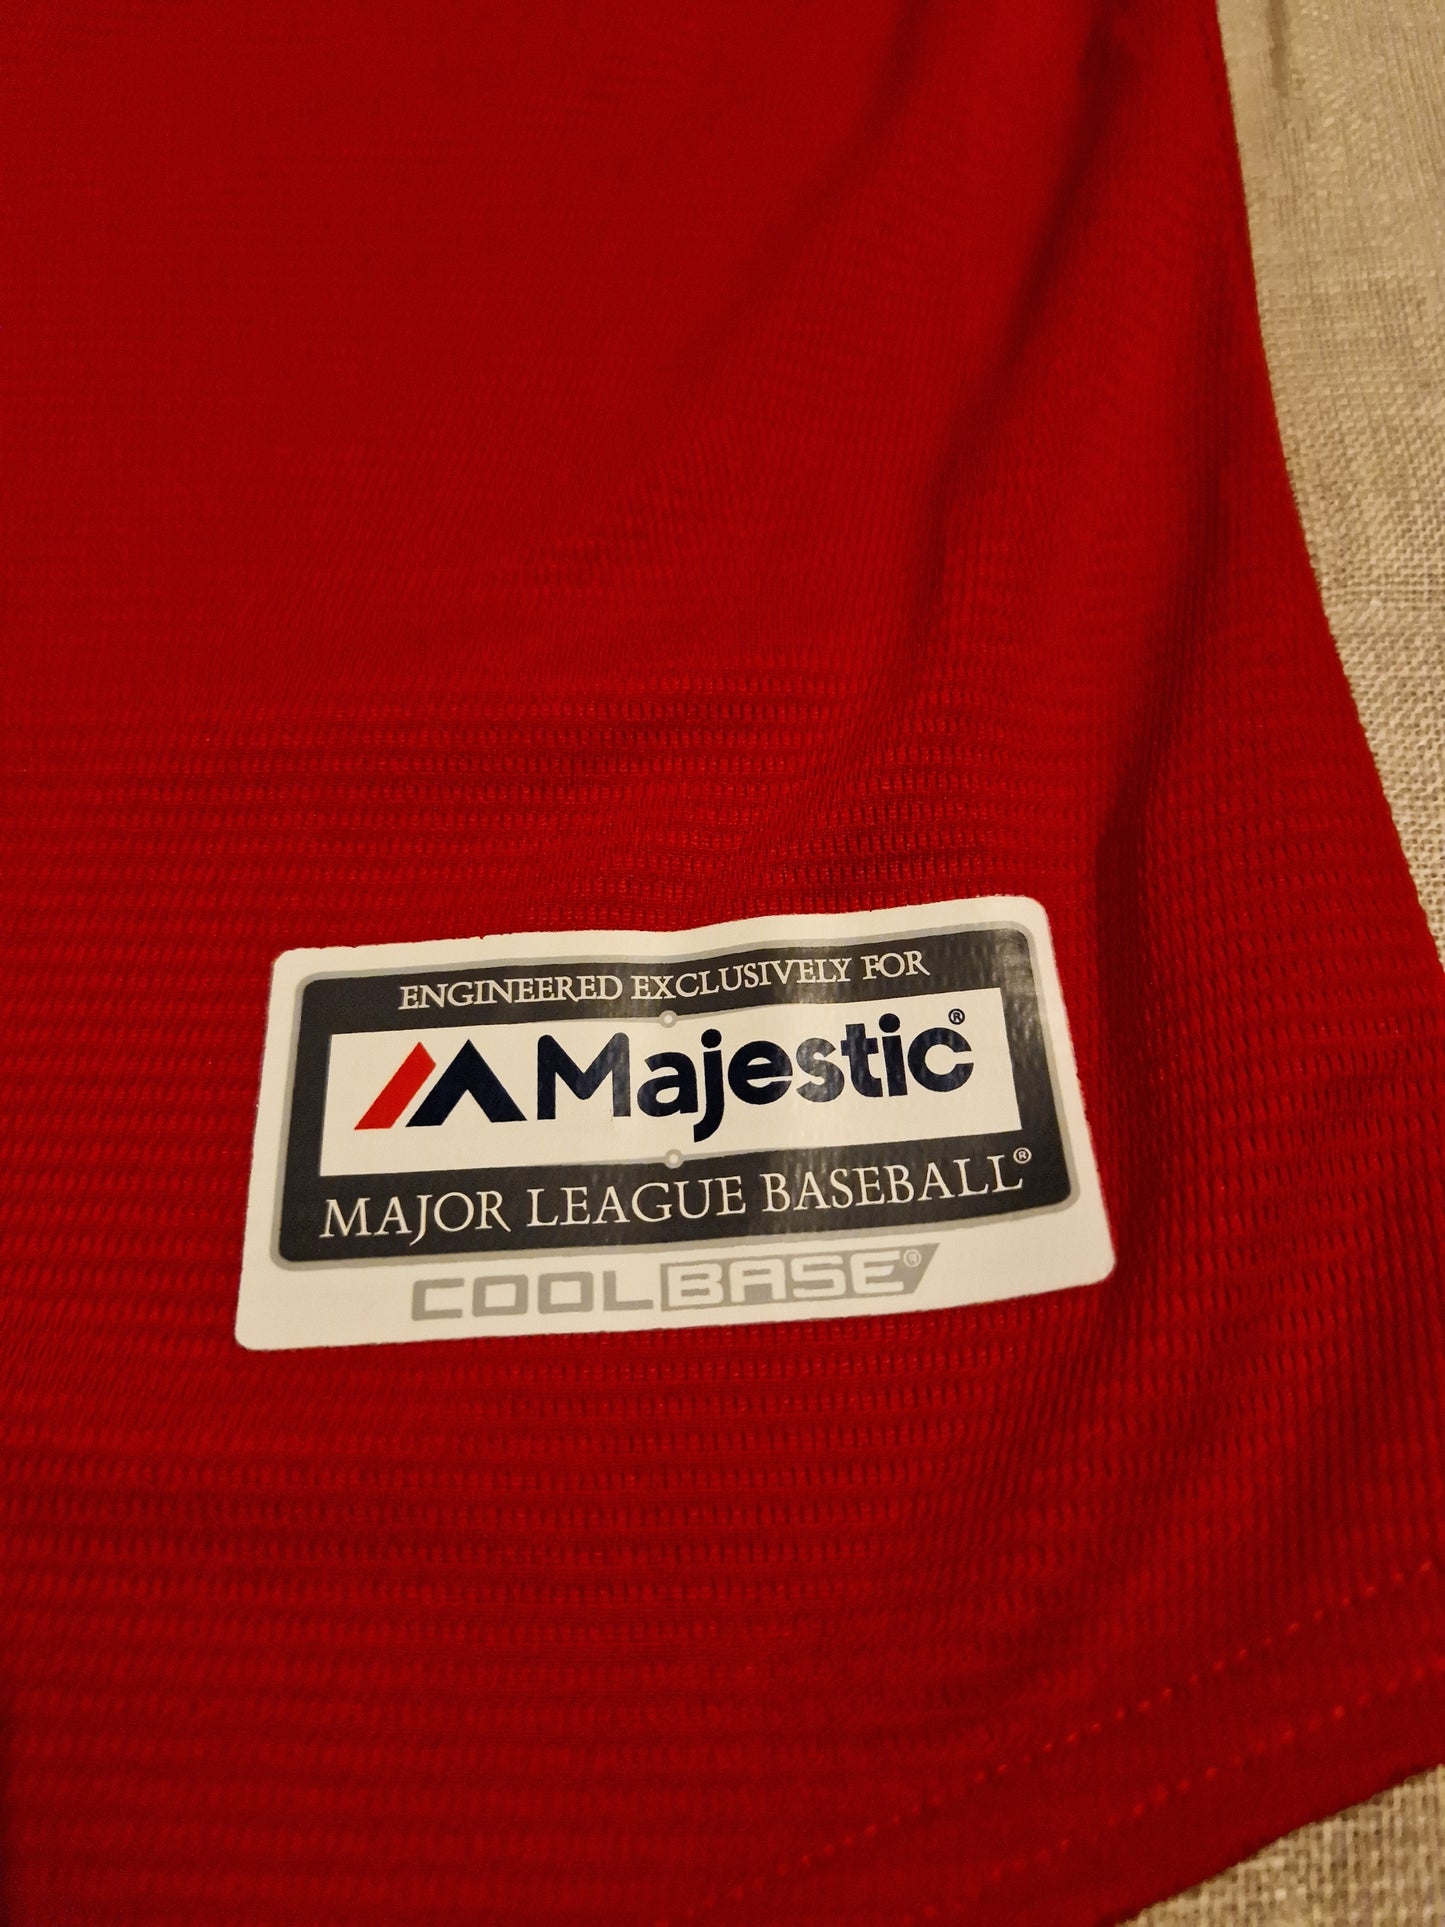 ENGINEERED EXCLUSIVELY FOR
Majestic®
MAJOR LEAGUE BASEBALL®
COOLBASE®